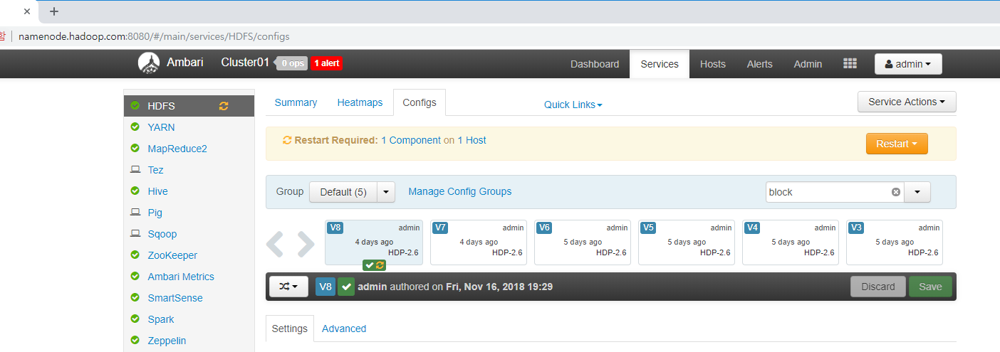 함 namenode.hadoop.com:8080/#/main/services/HDFS/configs
Ambari Cluster01 0 ops 1 alert Dashboard Services Hosts Alerts Admin admin
HDFS
YARN
MapReduce2
Tez
Hive
Pig
Sqoop
ZooKeeper
Ambari Metrics
SmartSense
Spark
Zeppelin
Summary Heatmaps Configs Quick Links Service Actions
Restart Required: 1 Component on 1 Host Restart
Group Default (5) Manage Config Groups block
V8 admin
4 days ago
HDP-2.6
V7 admin
4 days ago
HDP-2.6
V6 admin
5 days ago
HDP-2.6
V5 admin
5 days ago
HDP-2.6
V4 admin
5 days ago
HDP-2.6
V3 admin
5 days ago
HDP-2.6
V8 admin authored on Fri, Nov 16, 2018 19:29 Discard Save
Settings Advanced